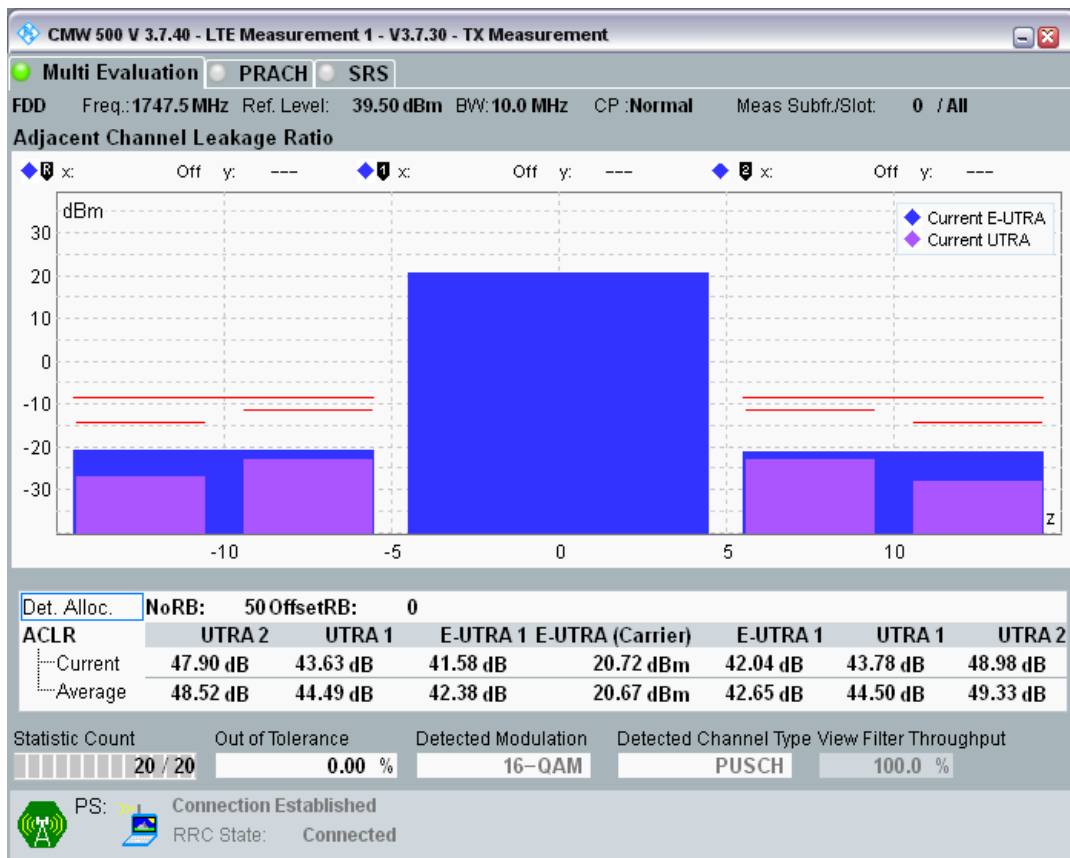 CMW 500 V 3.7.40 - LTE Measurement 1 - V3.7.30 - TX Measurement
Multi Evaluation PRACH SRS
FDD Freq.: 1747.5 MHz Ref. Level: 39.50 dBm BW: 10.0 MHz CP :Normal Meas Subfr./Slot: 0 / All
Adjacent Channel Leakage Ratio
R x: Off y: --- 1 x: Off y: --- 2 x: Off y: ---
dBm
Current E-UTRA
Current UTRA
30
20
10
0
-10
-20
-30
z
-10 -5 0 5 10
Det. Alloc. NoRB: 50 OffsetRB: 0
ACLR UTRA 2 UTRA 1 E-UTRA 1 E-UTRA (Carrier) E-UTRA 1 UTRA 1 UTRA 2
Current 47.90 dB 43.63 dB 41.58 dB 20.72 dBm 42.04 dB 43.78 dB 48.98 dB
Average 48.52 dB 44.49 dB 42.38 dB 20.67 dBm 42.65 dB 44.50 dB 49.33 dB
Statistic Count Out of Tolerance Detected Modulation Detected Channel Type View Filter Throughput
20 / 20 0.00 % 16-QAM PUSCH 100.0 %
PS: Connection Established
RRC State: Connected